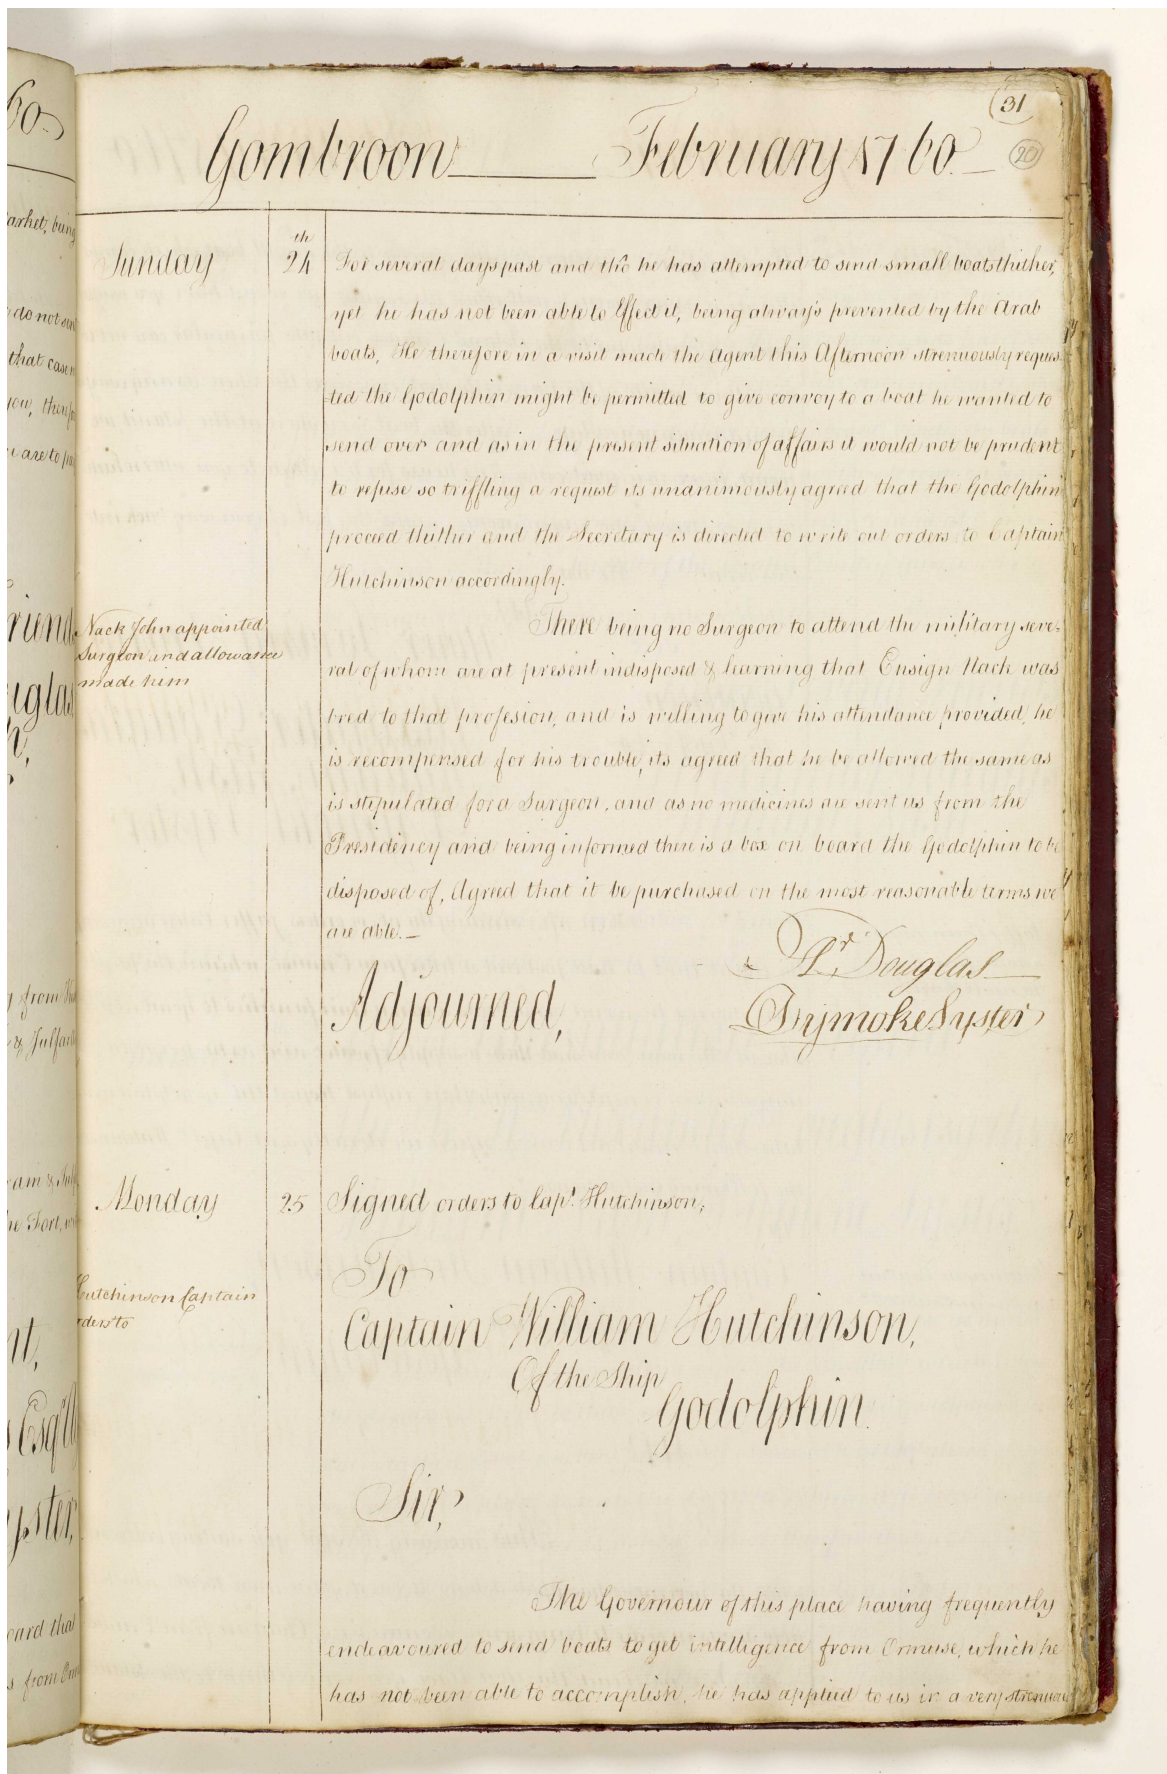 31
20
Gombroon February 1760.
Sunday 24th For several days past and tho he has attempted to send small boats thither,
yet he has not been able to Effect it, being always prevented by the Arab
boats, He therefore in a visit made the Agent this Afternoon strenuously reques-
ted the Godolphin might be permitted to give convoy to a boat he wanted to
send over and as in the present situation of affairs it would not be prudent
to refuse so triffling a request its unanimously agreed that the Godolphin
proceed thither and the Secretary is directed to write out orders to Captain
Hutchinson accordingly.
Nack John appointed
Surgeon and allowance
made him
There being no Surgeon to attend the military seve-
ral of whom are at present indisposed & learning that Ensign Nack was
bred to that profesion, and is willing to give his attendance provided, he
is recompensed for his trouble, its agreed that he be allowed the same as
is stipulated for a Surgeon, and as no medicines are sent us from the
Presidency and being informed there is a box on board the Godolphin to be
disposed of, Agreed that it be purchased on the most reasonable terms we
are able.
Adjourned,
Ar. Douglas
Dymoke Lyster
Monday 25 Signed orders to Capt. Hutchinson,
Hutchinson Captain
rders to
To
Captain William Hutchinson,
Of the Ship
Godolphin.
Sir,
The Governour of this place having frequently
endeavoured to send boats to get intelligence from Ormuse, which he
has not been able to accomplish, he has applied to us in a very strenuous